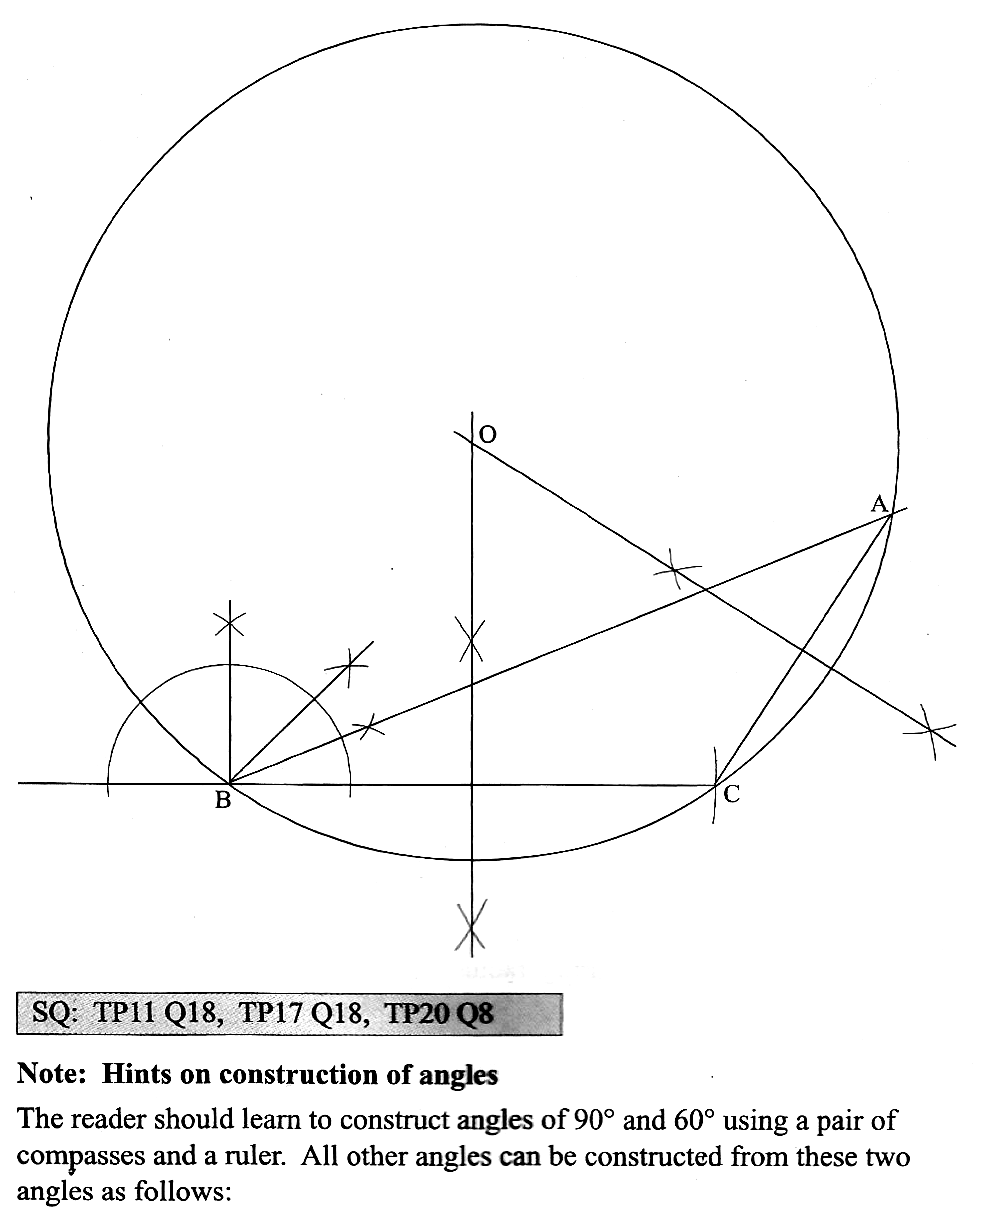 O
A
B
C
SQ: TP11 Q18, TP17 Q18, TP20 Q8
Note: Hints on construction of angles
The reader should learn to construct angles of 90° and 60° using a pair of
compasses and a ruler. All other angles can be constructed from these two
angles as follows: